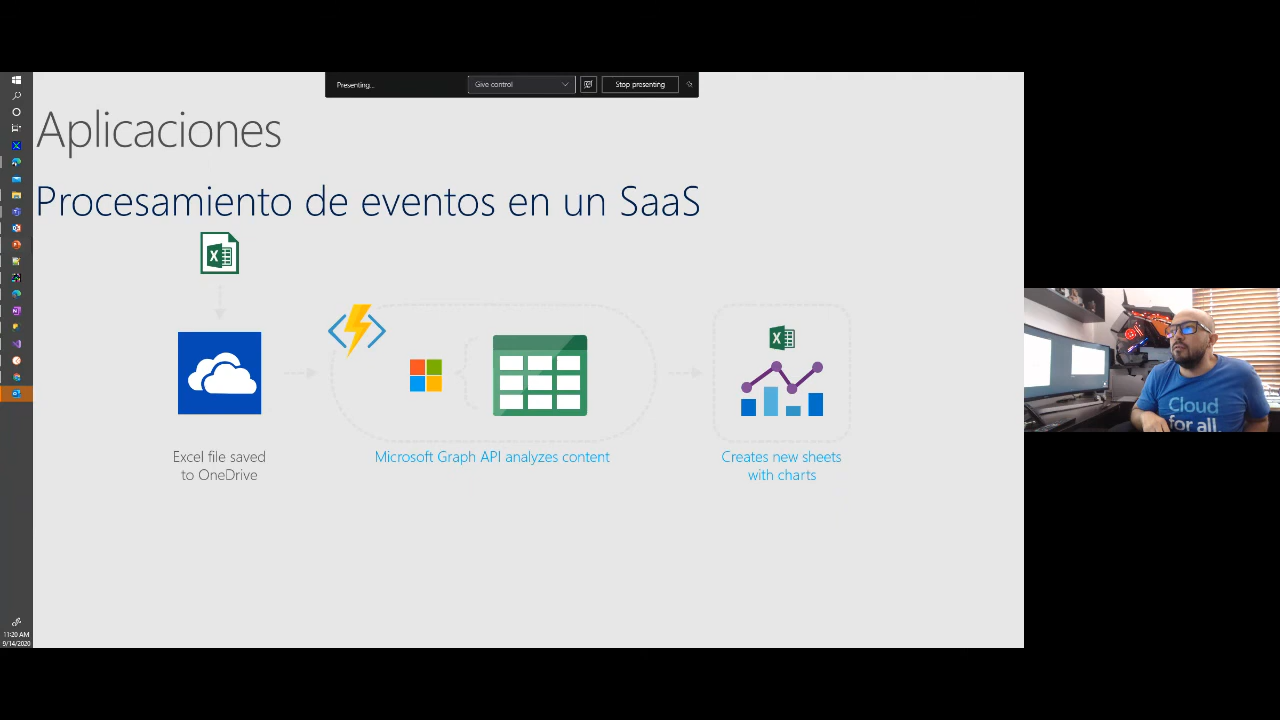 Presenting...
Give control
Stop presenting
Aplicaciones
Procesamiento de eventos en un SaaS
Excel file saved
to OneDrive
Microsoft Graph API analyzes content
Creates new sheets
with charts
Cloud
for all.
11:20 AM
9/14/2020